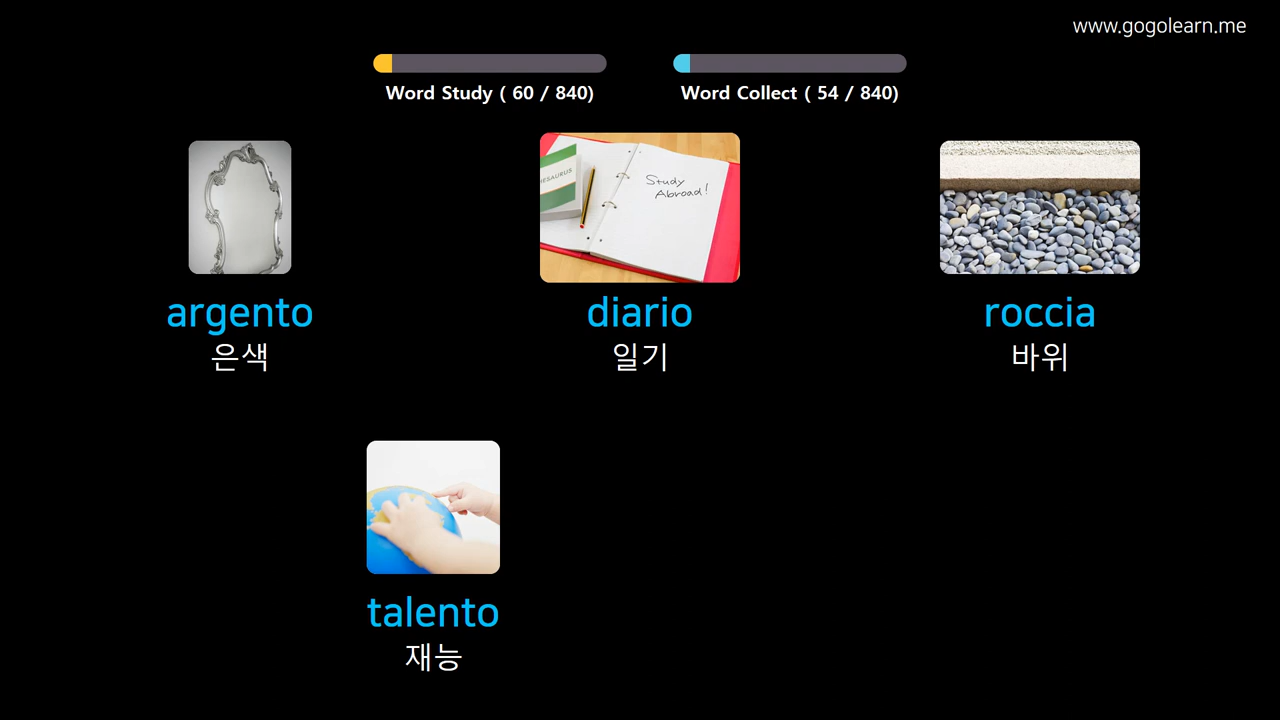 www.gogolearn.me
Word Study ( 60 / 840)
Word Collect ( 54 / 840)
Study
Abroad!
argento
은색
diario
일기
roccia
바위
talento
재능